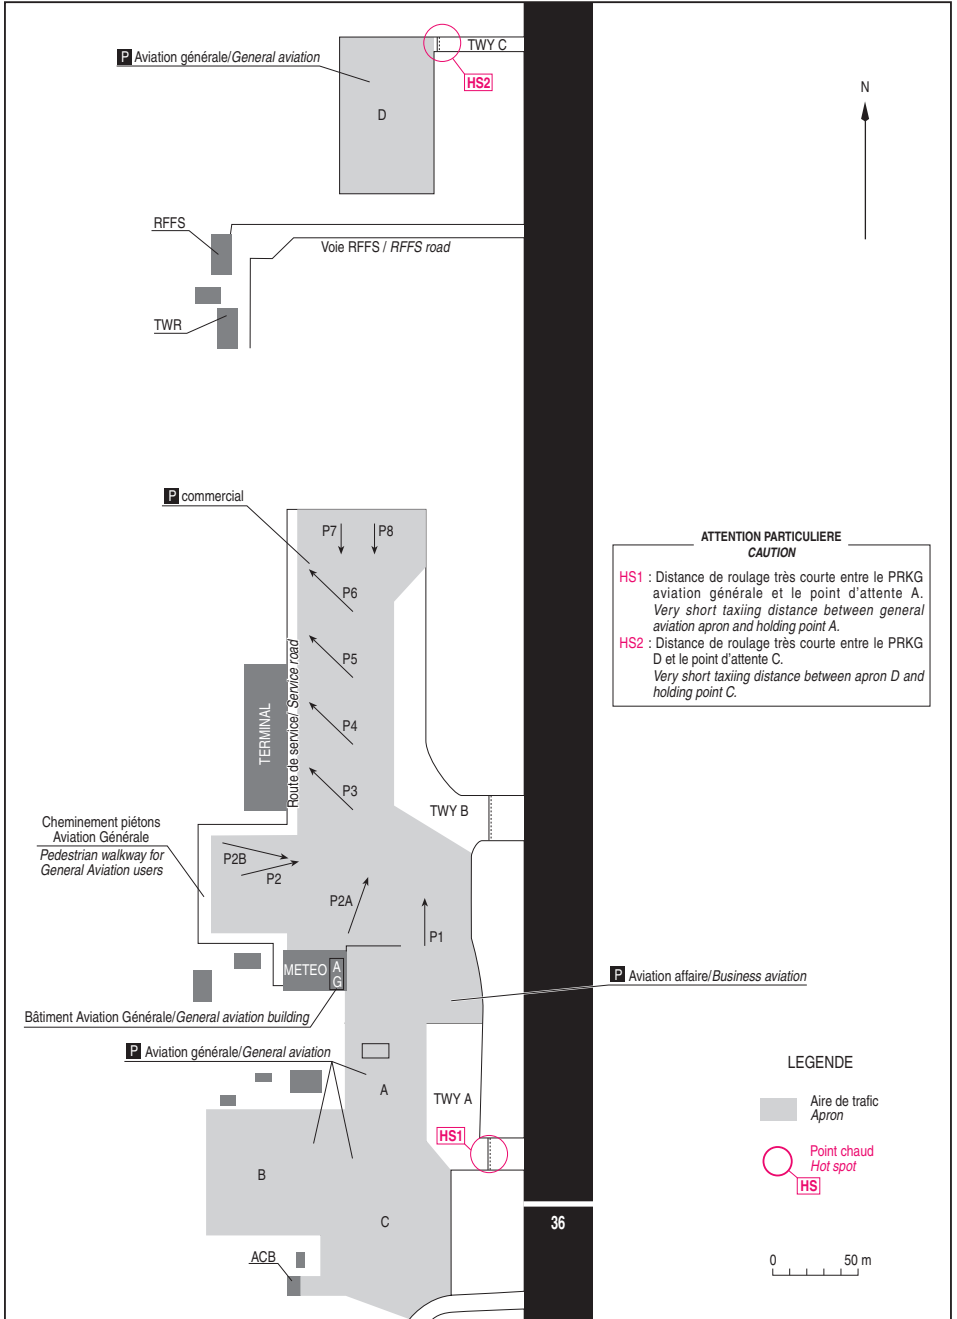 TWY C
P Aviation générale/General aviation
HS2
D
N
RFFS
Voie RFFS / RFFS road
TWR
P commercial
P7
P8
P6
P5
P4
P3
Route de service/ Service road
TERMINAL
ATTENTION PARTICULIERE
CAUTION
HS1 : Distance de roulage très courte entre le PRKG
aviation générale et le point d'attente A.
Very short taxiing distance between general
aviation apron and holding point A.
HS2 : Distance de roulage très courte entre le PRKG
D et le point d'attente C.
Very short taxiing distance between apron D and
holding point C.
TWY B
Cheminement piétons
Aviation Générale
Pedestrian walkway for
General Aviation users
P2B
P2
P2A
P1
METEO
A
G
P Aviation affaire/Business aviation
Bâtiment Aviation Générale/General aviation building
P Aviation générale/General aviation
A
TWY A
HS1
B
C
ACB
36
LEGENDE
Aire de trafic
Apron
Point chaud
Hot spot
HS
0 50 m